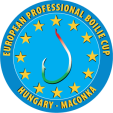 EUROPEAN PROFESSIONAL BOILIE CUP
HUNGARY - MACONKA